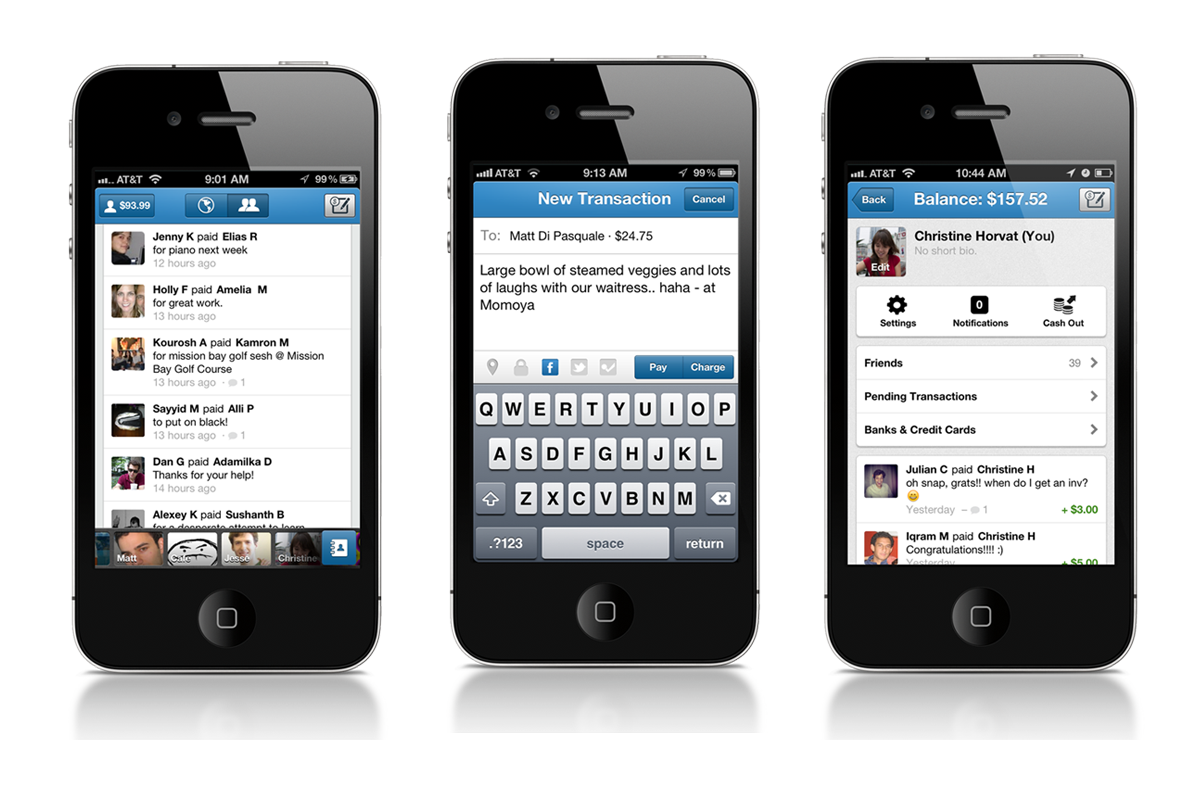 AT&T 9:01 AM 99%
$93.99
Jenny K paid Elias R
for piano next week
12 hours ago
Holly F paid Amelia M
for great work.
13 hours ago
Kourosh A paid Kamron M
for mission bay golf sesh @ Mission
Bay Golf Course
13 hours ago · 1
Sayyid M paid Alli P
to put on black!
13 hours ago · 1
Dan G paid Adamilka D
Thanks for your help!
14 hours ago
Alexey K paid Sushanth B
for a desperate attempt to learn
Matt Cale Jesse Christine
AT&T 9:13 AM 99%
New Transaction Cancel
To: Matt Di Pasquale · $24.75
Large bowl of steamed veggies and lots
of laughs with our waitress.. haha - at
Momoya
f Pay Charge
Q W E R T Y U I O P
A S D F G H J K L
Z X C V B N M
.?123 space return
AT&T 10:44 AM
Back Balance: $157.52
Christine Horvat (You)
No short bio.
Edit
0
Settings Notifications Cash Out
Friends 39
Pending Transactions
Banks & Credit Cards
Julian C paid Christine H
oh snap, grats!! when do I get an inv?
😀
Yesterday – 1 + $3.00
Iqram M paid Christine H
Congratulations!!!! :)
Yesterday + $5.00